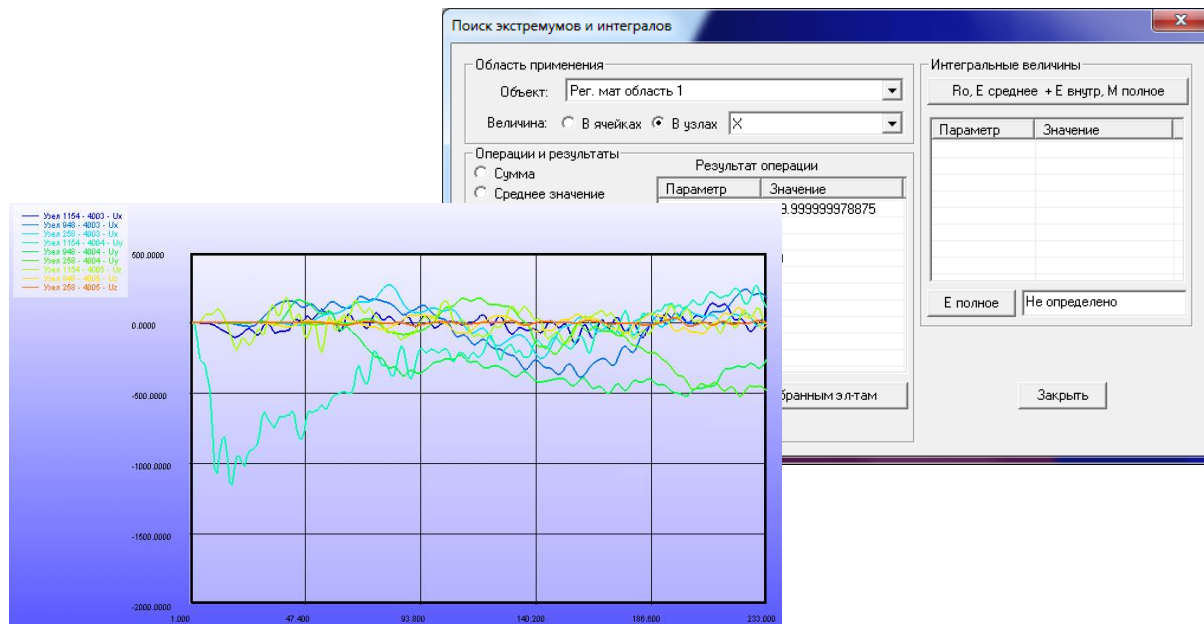 Поиск экстремумов и интегралов
Область применения
Объект: Рег. мат область 1
Величина: В ячейках В узлах X
Операции и результаты
Сумма
Среднее значение
Результат операции
Параметр Значение
9.999999978875
бранным эл-там
Интегральные величины
Ro, E среднее + E внутр, M полное
Параметр Значение
E полное Не определено
Закрыть
Узел 1154 - 4003 - Ux
Узел 948 - 4003 - Ux
Узел 258 - 4003 - Ux
Узел 1154 - 4004 - Uy
Узел 948 - 4004 - Uy
Узел 258 - 4004 - Uy
Узел 1154 - 4005 - Uz
Узел 948 - 4005 - Uz
Узел 258 - 4005 - Uz
500.0000
0.0000
-500.0000
-1000.0000
-1500.0000
-2000.0000
1.000 47.400 93.800 140.200 186.600 233.000